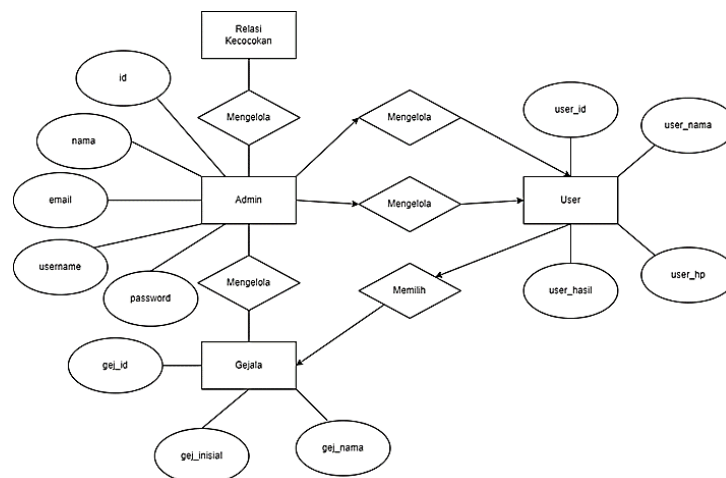 Relasi
Kecocokan
id
Mengelola
Mengelola
user_id
user_nama
nama
email
Admin
Mengelola
User
username
password
Mengelola
Memilih
user_hasil
user_hp
gej_id
Gejala
gej_inisial
gej_nama